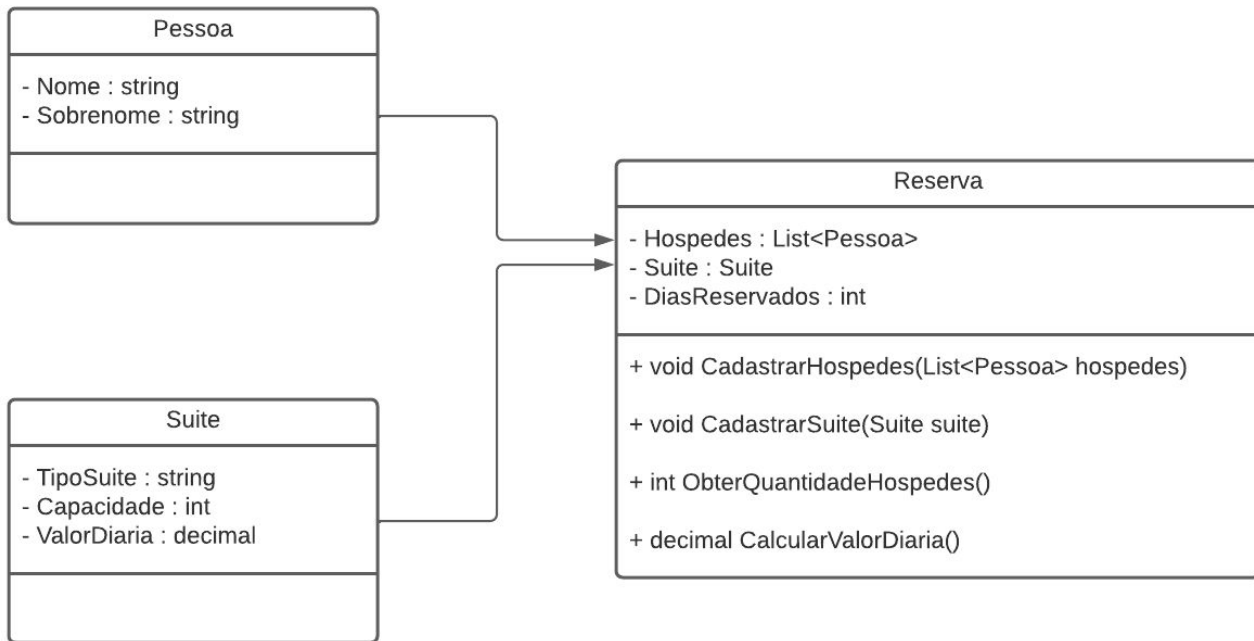 Pessoa
- Nome : string
- Sobrenome : string
Reserva
- Hospedes : List<Pessoa>
- Suite : Suite
- DiasReservados : int
+ void CadastrarHospedes(List<Pessoa> hospedes)
+ void CadastrarSuite(Suite suite)
+ int ObterQuantidadeHospedes()
+ decimal CalcularValorDiaria()
Suite
- TipoSuite : string
- Capacidade : int
- ValorDiaria : decimal